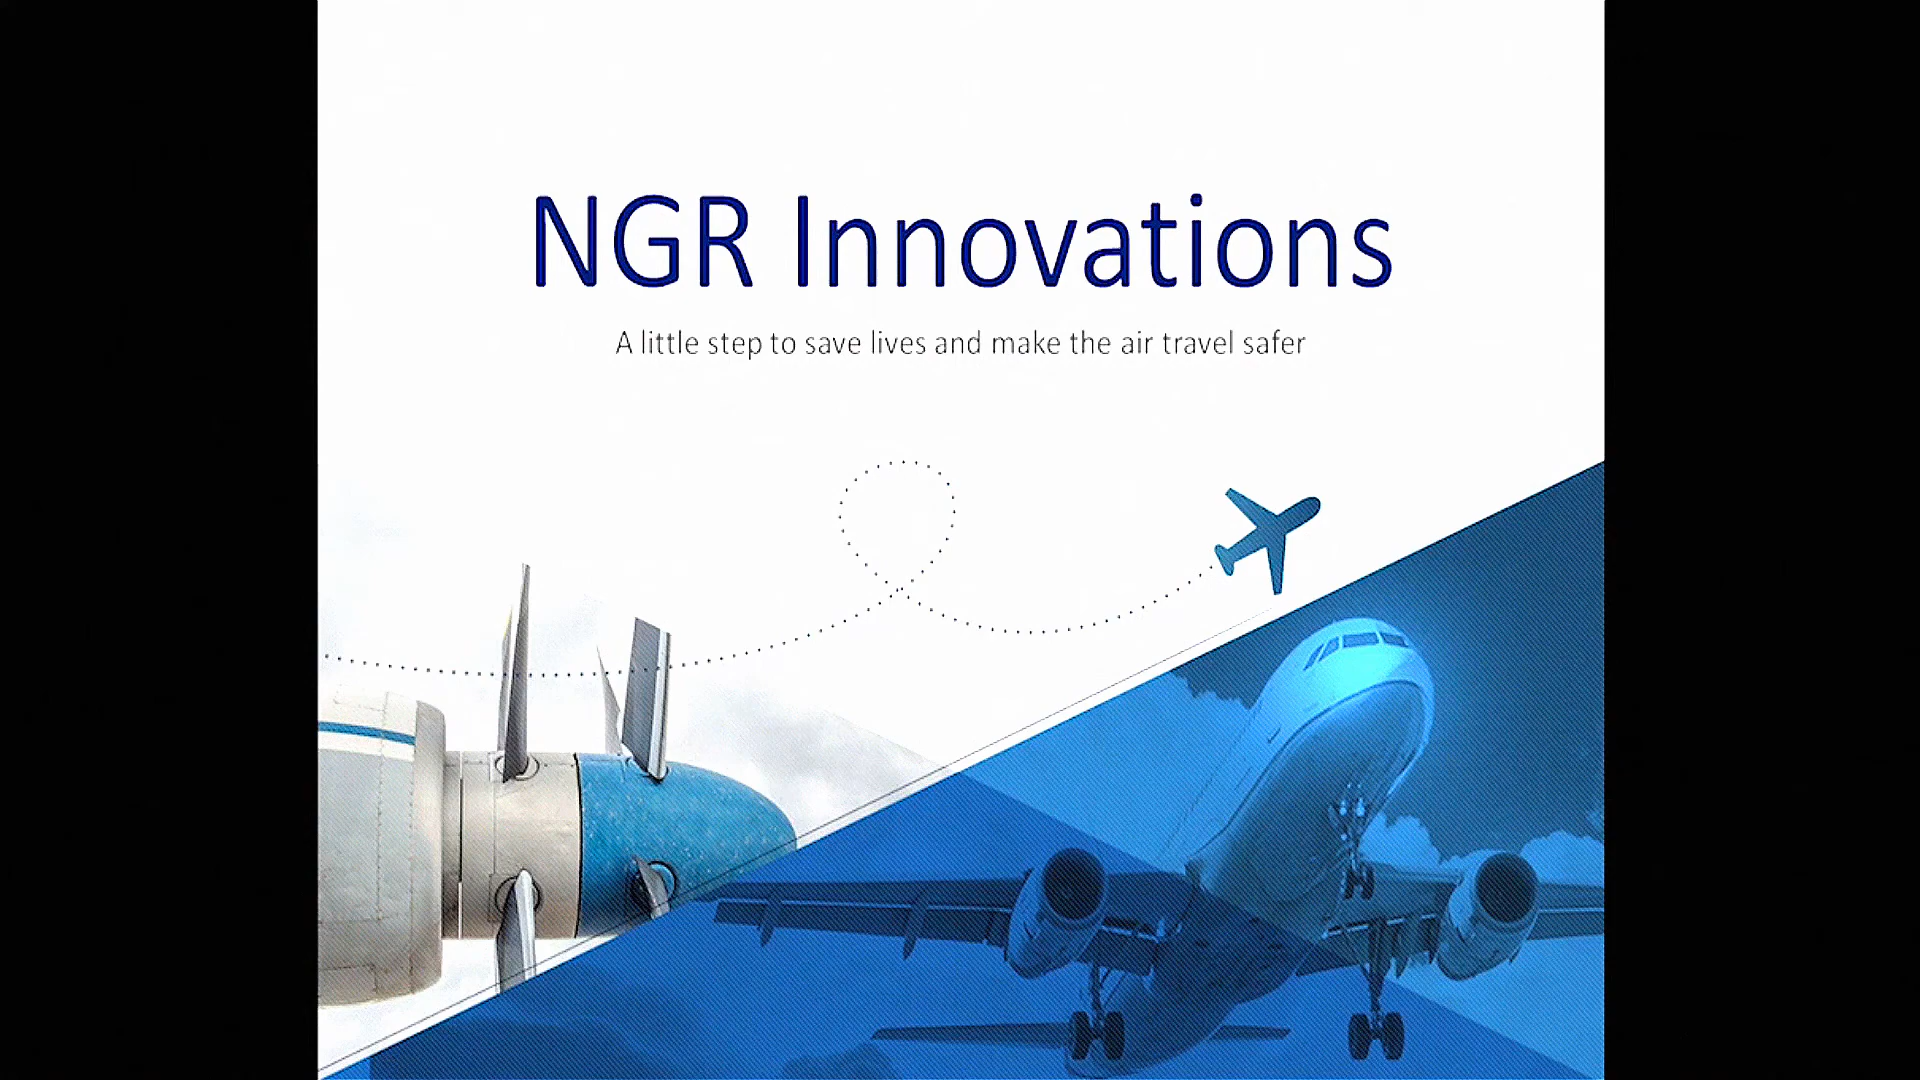 NGR Innovations
A little step to save lives and make the air travel safer